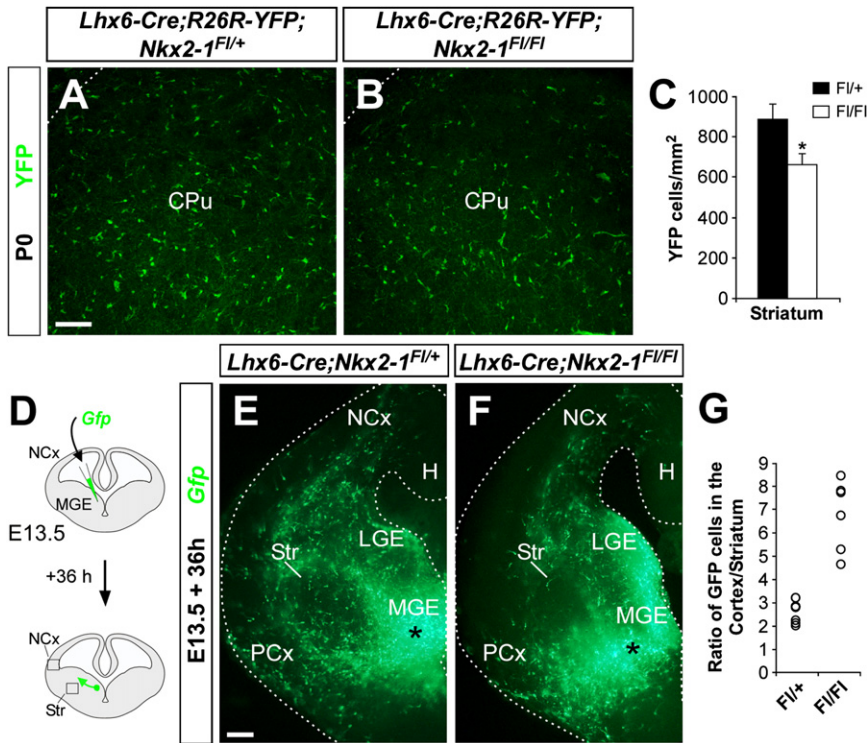 Lhx6-Cre;R26R-YFP;
Nkx2-1Fl/+
Lhx6-Cre;R26R-YFP;
Nkx2-1Fl/Fl
P0 YFP
A
CPu
B
CPu
C
Fl/+
Fl/Fl
YFP cells/mm2
1000
800
600
400
200
0
*
Striatum
D
Gfp
NCx
MGE
E13.5
+36 h
NCx
Str
E13.5 + 36h Gfp
Lhx6-Cre;Nkx2-1Fl/+
E
NCx
H
LGE
Str
MGE
*
PCx
Lhx6-Cre;Nkx2-1Fl/Fl
F
NCx
H
LGE
Str
MGE
*
PCx
G
Ratio of GFP cells in the
Cortex/Striatum
9
8
7
6
5
4
3
2
1
0
Fl/+
Fl/Fl